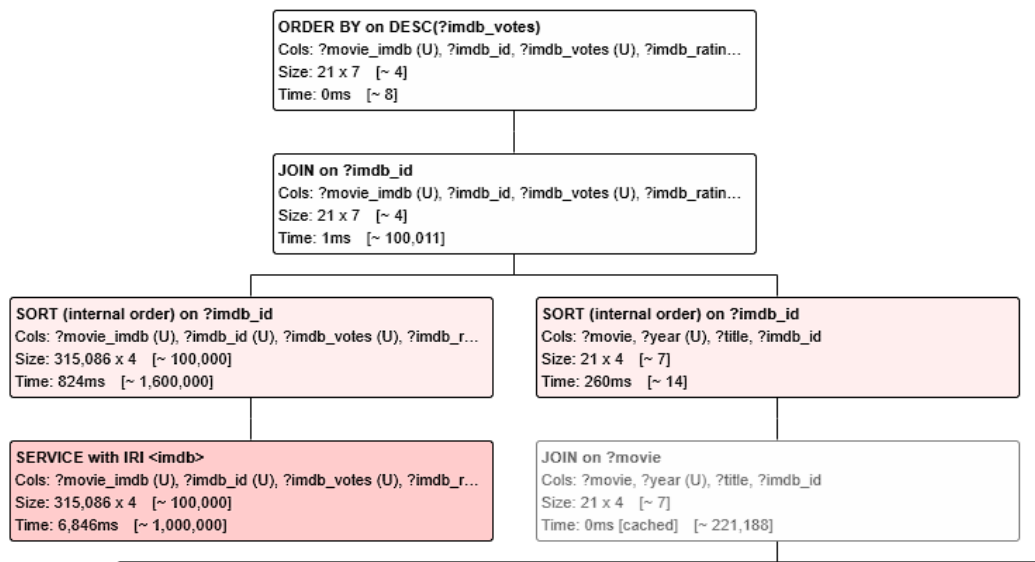 ORDER BY on DESC(?imdb_votes)
Cols: ?movie_imdb (U), ?imdb_id, ?imdb_votes (U), ?imdb_ratin...
Size: 21 x 7 [~ 4]
Time: 0ms [~ 8]
JOIN on ?imdb_id
Cols: ?movie_imdb (U), ?imdb_id, ?imdb_votes (U), ?imdb_ratin...
Size: 21 x 7 [~ 4]
Time: 1ms [~ 100,011]
SORT (internal order) on ?imdb_id
Cols: ?movie_imdb (U), ?imdb_id (U), ?imdb_votes (U), ?imdb_r...
Size: 315,086 x 4 [~ 100,000]
Time: 824ms [~ 1,600,000]
SORT (internal order) on ?imdb_id
Cols: ?movie, ?year (U), ?title, ?imdb_id
Size: 21 x 4 [~ 7]
Time: 260ms [~ 14]
SERVICE with IRI <imdb>
Cols: ?movie_imdb (U), ?imdb_id (U), ?imdb_votes (U), ?imdb_r...
Size: 315,086 x 4 [~ 100,000]
Time: 6,846ms [~ 1,000,000]
JOIN on ?movie
Cols: ?movie, ?year (U), ?title, ?imdb_id
Size: 21 x 4 [~ 7]
Time: 0ms [cached] [~ 221,188]